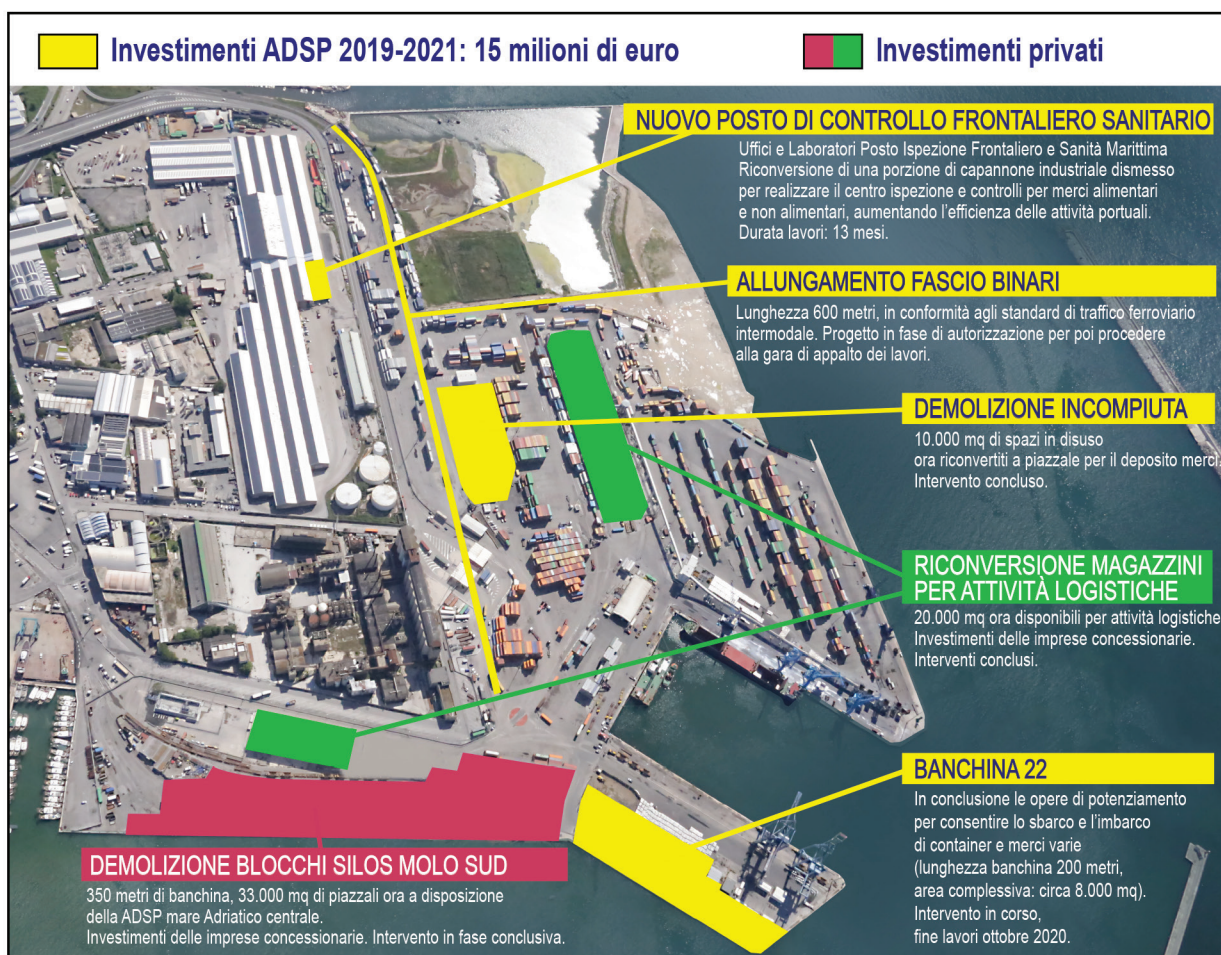 Investimenti ADSP 2019-2021: 15 milioni di euro
Investimenti privati
NUOVO POSTO DI CONTROLLO FRONTALIERO SANITARIO
Uffici e Laboratori Posto Ispezione Frontaliero e Sanità Marittima
Riconversione di una porzione di capannone industriale dismesso
per realizzare il centro ispezione e controlli per merci alimentari
e non alimentari, aumentando l'efficienza delle attività portuali.
Durata lavori: 13 mesi.
ALLUNGAMENTO FASCIO BINARI
Lunghezza 600 metri, in conformità agli standard di traffico ferroviario
intermodale. Progetto in fase di autorizzazione per poi procedere
alla gara di appalto dei lavori.
DEMOLIZIONE INCOMPIUTA
10.000 mq di spazi in disuso
ora riconvertiti a piazzale per il deposito merci.
Intervento concluso.
RICONVERSIONE MAGAZZINI
PER ATTIVITÀ LOGISTICHE
20.000 mq ora disponibili per attività logistiche
Investimenti delle imprese concessionarie.
Interventi conclusi.
BANCHINA 22
In conclusione le opere di potenziamento
per consentire lo sbarco e l'imbarco
di container e merci varie
(lunghezza banchina 200 metri,
area complessiva: circa 8.000 mq).
Intervento in corso,
fine lavori ottobre 2020.
DEMOLIZIONE BLOCCHI SILOS MOLO SUD
350 metri di banchina, 33.000 mq di piazzali ora a disposizione
della ADSP mare Adriatico centrale.
Investimenti delle imprese concessionarie. Intervento in fase conclusiva.